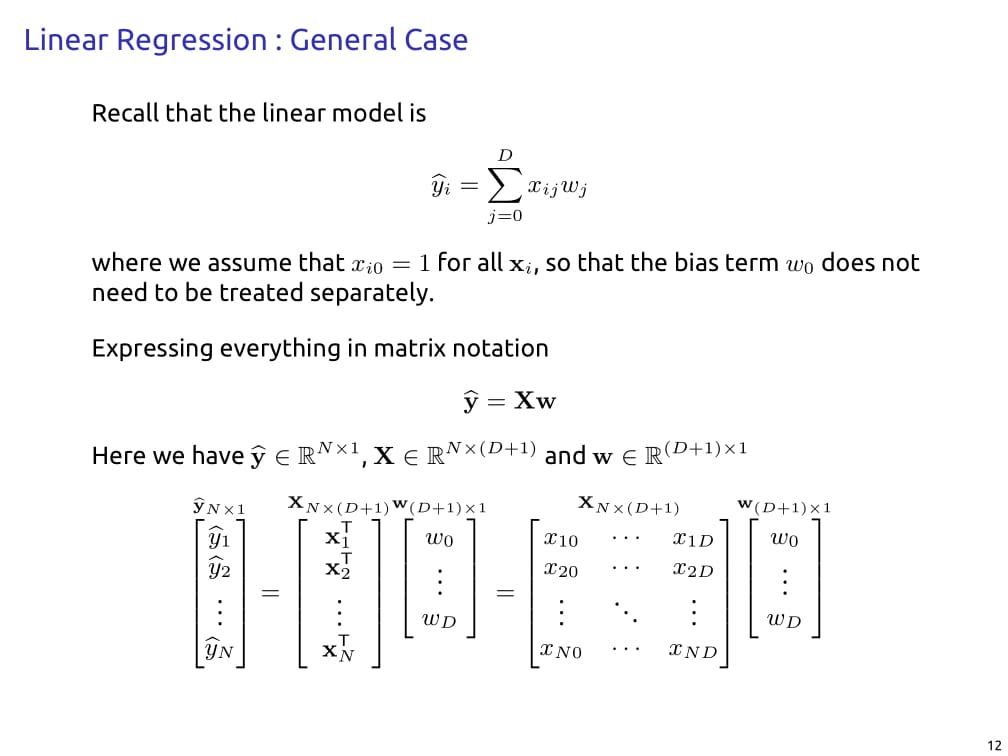 Linear Regression : General Case
Recall that the linear model is
$\widehat{y}_i = \sum_{j=0}^{D} x_{ij} w_j$
where we assume that $x_{i0} = 1$ for all $\mathbf{x}_i$, so that the bias term $w_0$ does not
need to be treated separately.
Expressing everything in matrix notation
$\widehat{\mathbf{y}} = \mathbf{X}\mathbf{w}$
Here we have $\widehat{\mathbf{y}} \in \mathbb{R}^{N \times 1}$, $\mathbf{X} \in \mathbb{R}^{N \times (D+1)}$ and $\mathbf{w} \in \mathbb{R}^{(D+1) \times 1}$
$\widehat{\mathbf{y}}_{N \times 1}$ $\mathbf{X}_{N \times (D+1)}$ $\mathbf{w}_{(D+1) \times 1}$ $\mathbf{X}_{N \times (D+1)}$ $\mathbf{w}_{(D+1) \times 1}$
$\begin{bmatrix} \widehat{y}_1 \\ \widehat{y}_2 \\ \vdots \\ \widehat{y}_N \end{bmatrix} = \begin{bmatrix} \mathbf{x}_1^{\mathsf{T}} \\ \mathbf{x}_2^{\mathsf{T}} \\ \vdots \\ \mathbf{x}_N^{\mathsf{T}} \end{bmatrix} \begin{bmatrix} w_0 \\ \vdots \\ w_D \end{bmatrix} = \begin{bmatrix} x_{10} & \cdots & x_{1D} \\ x_{20} & \cdots & x_{2D} \\ \vdots & \ddots & \vdots \\ x_{N0} & \cdots & x_{ND} \end{bmatrix} \begin{bmatrix} w_0 \\ \vdots \\ w_D \end{bmatrix}$
12